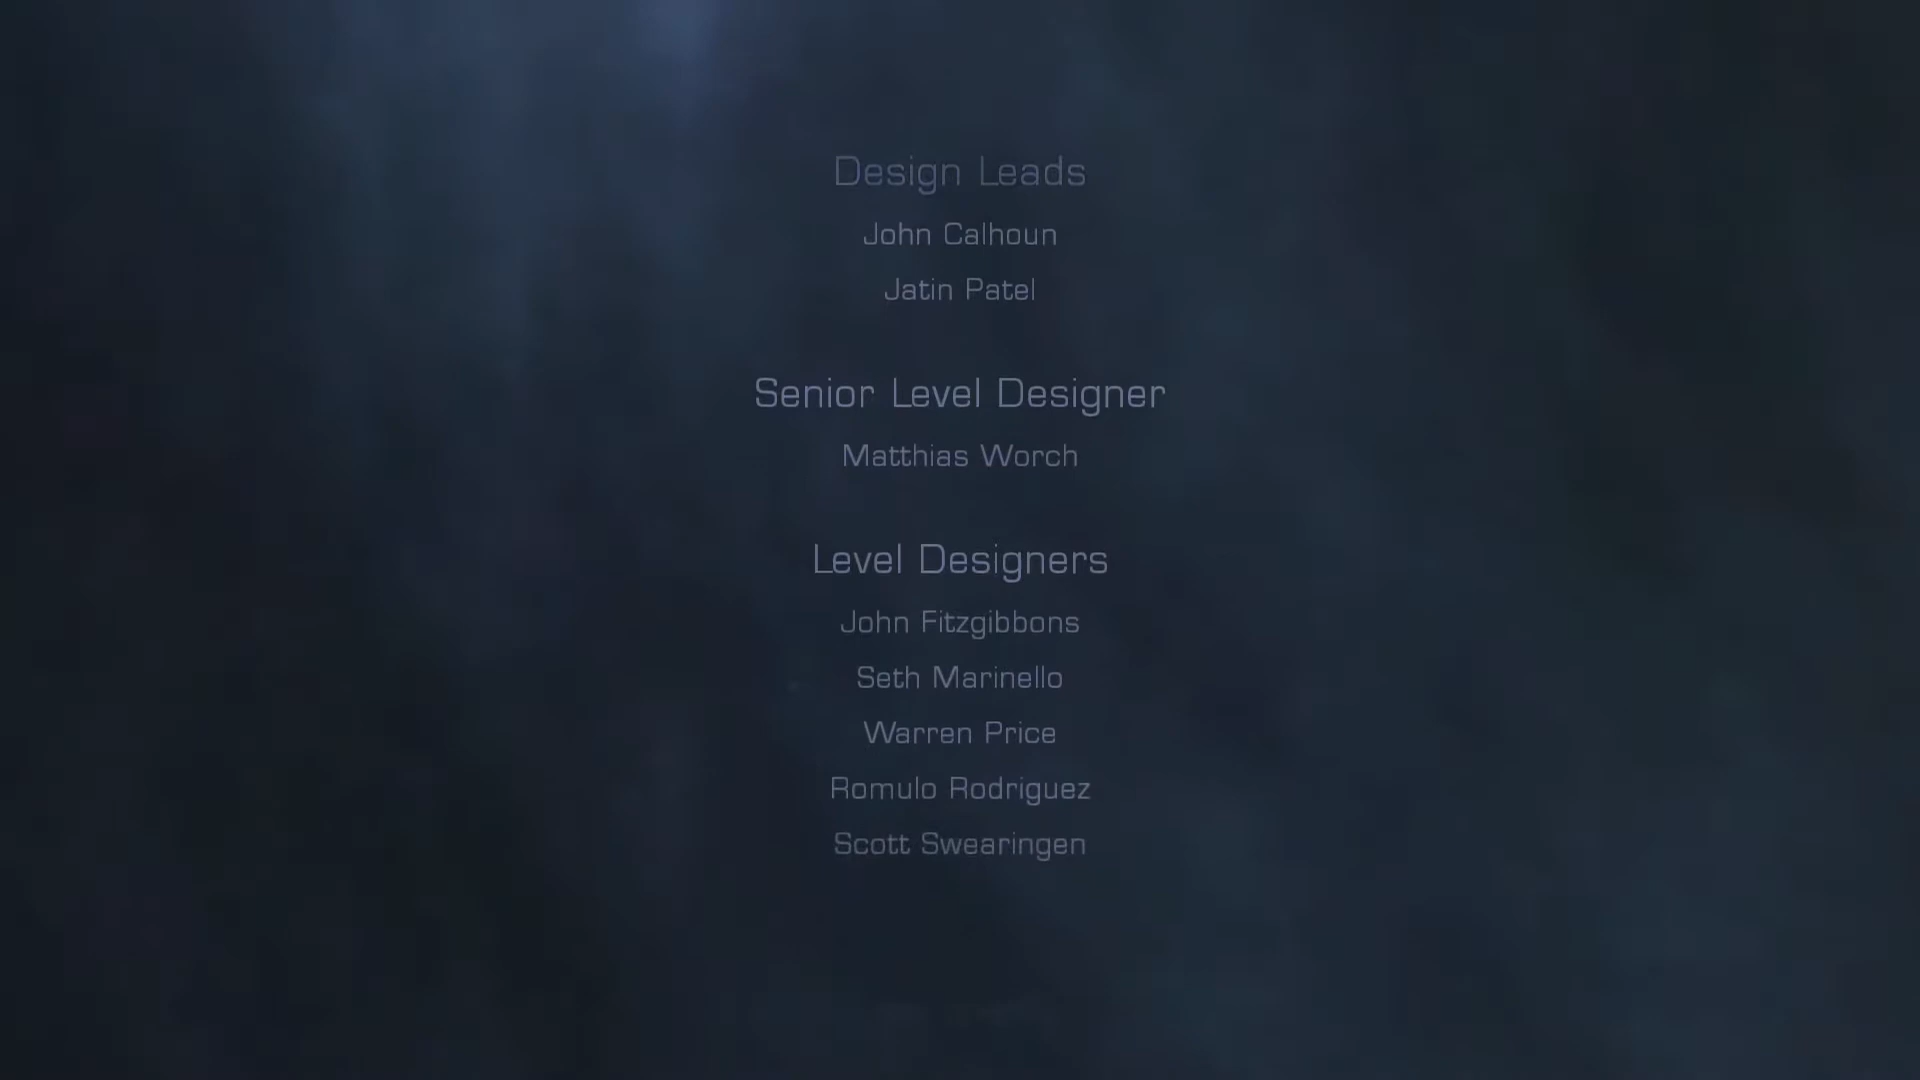 Design Leads
John Calhoun
Jatin Patel
Senior Level Designer
Matthias Worch
Level Designers
John Fitzgibbons
Seth Marinello
Warren Price
Romulo Rodriguez
Scott Swearingen